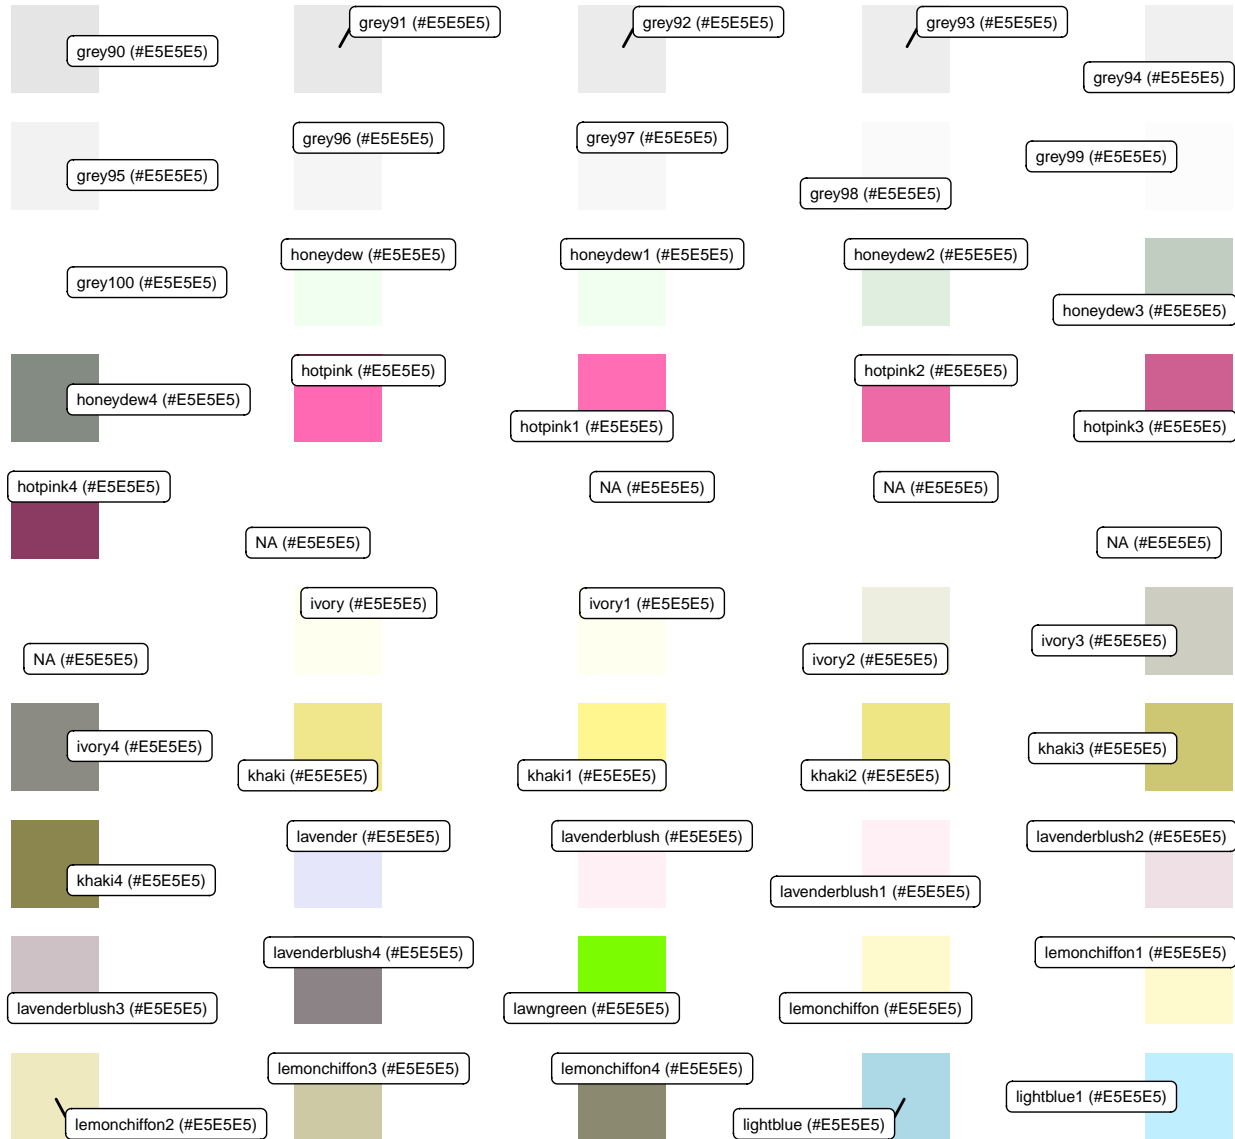 grey90 (#E5E5E5)
grey91 (#E5E5E5)
grey92 (#E5E5E5)
grey93 (#E5E5E5)
grey94 (#E5E5E5)
grey95 (#E5E5E5)
grey96 (#E5E5E5)
grey97 (#E5E5E5)
grey98 (#E5E5E5)
grey99 (#E5E5E5)
grey100 (#E5E5E5)
honeydew (#E5E5E5)
honeydew1 (#E5E5E5)
honeydew2 (#E5E5E5)
honeydew3 (#E5E5E5)
honeydew4 (#E5E5E5)
hotpink (#E5E5E5)
hotpink1 (#E5E5E5)
hotpink2 (#E5E5E5)
hotpink3 (#E5E5E5)
hotpink4 (#E5E5E5)
NA (#E5E5E5)
NA (#E5E5E5)
NA (#E5E5E5)
NA (#E5E5E5)
NA (#E5E5E5)
ivory (#E5E5E5)
ivory1 (#E5E5E5)
ivory2 (#E5E5E5)
ivory3 (#E5E5E5)
ivory4 (#E5E5E5)
khaki (#E5E5E5)
khaki1 (#E5E5E5)
khaki2 (#E5E5E5)
khaki3 (#E5E5E5)
khaki4 (#E5E5E5)
lavender (#E5E5E5)
lavenderblush (#E5E5E5)
lavenderblush1 (#E5E5E5)
lavenderblush2 (#E5E5E5)
lavenderblush3 (#E5E5E5)
lavenderblush4 (#E5E5E5)
lawngreen (#E5E5E5)
lemonchiffon (#E5E5E5)
lemonchiffon1 (#E5E5E5)
lemonchiffon2 (#E5E5E5)
lemonchiffon3 (#E5E5E5)
lemonchiffon4 (#E5E5E5)
lightblue (#E5E5E5)
lightblue1 (#E5E5E5)